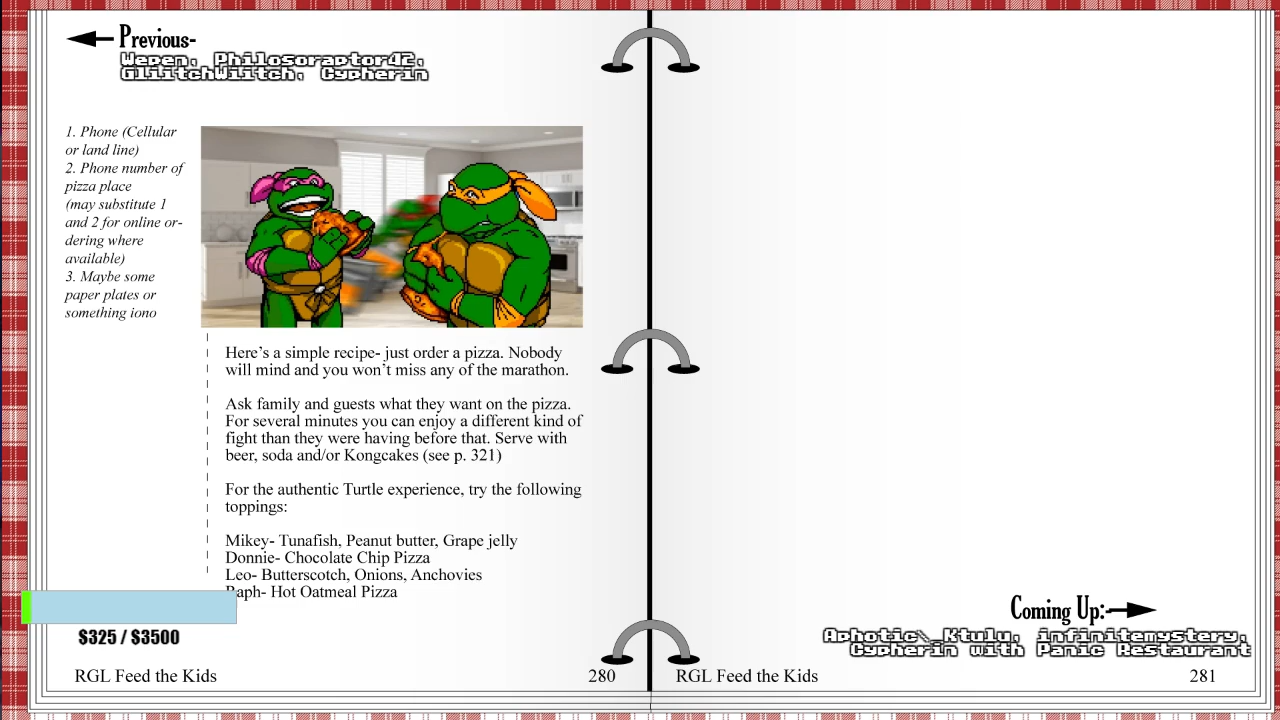 Previous-
Wepen, Philosoraptor42,
GliiitchWiiitch, Cypherin
1. Phone (Cellular
or land line)
2. Phone number of
pizza place
(may substitute 1
and 2 for online or-
dering where
available)
3. Maybe some
paper plates or
something iono
Here's a simple recipe- just order a pizza. Nobody
will mind and you won't miss any of the marathon.
Ask family and guests what they want on the pizza.
For several minutes you can enjoy a different kind of
fight than they were having before that. Serve with
beer, soda and/or Kongcakes (see p. 321)
For the authentic Turtle experience, try the following
toppings:
Mikey- Tunafish, Peanut butter, Grape jelly
Donnie- Chocolate Chip Pizza
Leo- Butterscotch, Onions, Anchovies
Raph- Hot Oatmeal Pizza
$325 / $3500
RGL Feed the Kids
280
Coming Up:-
Aphotic\_Ktulu, infinitemystery,
Cypherin with Panic Restaurant
RGL Feed the Kids
281